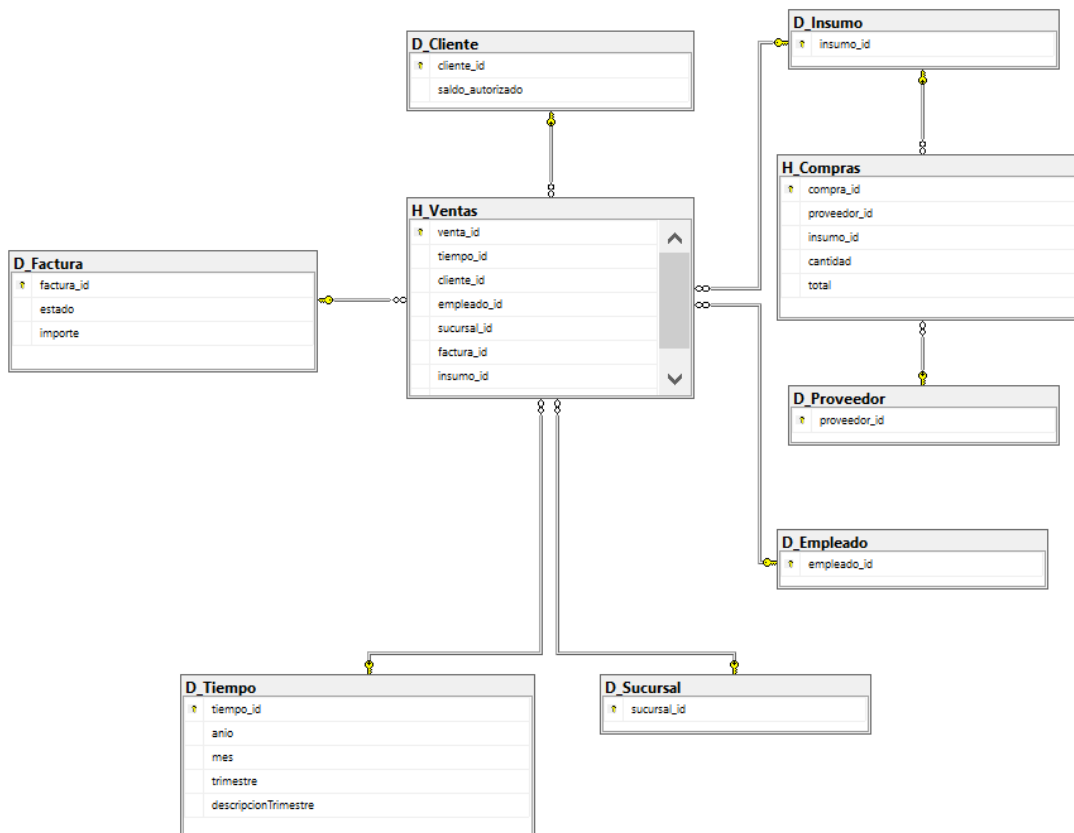 D_Cliente
cliente_id
saldo_autorizado
D_Insumo
insumo_id
H_Compras
compra_id
proveedor_id
insumo_id
cantidad
total
H_Ventas
venta_id
tiempo_id
cliente_id
empleado_id
sucursal_id
factura_id
insumo_id
D_Factura
factura_id
estado
importe
D_Proveedor
proveedor_id
D_Empleado
empleado_id
D_Tiempo
tiempo_id
anio
mes
trimestre
descripcionTrimestre
D_Sucursal
sucursal_id